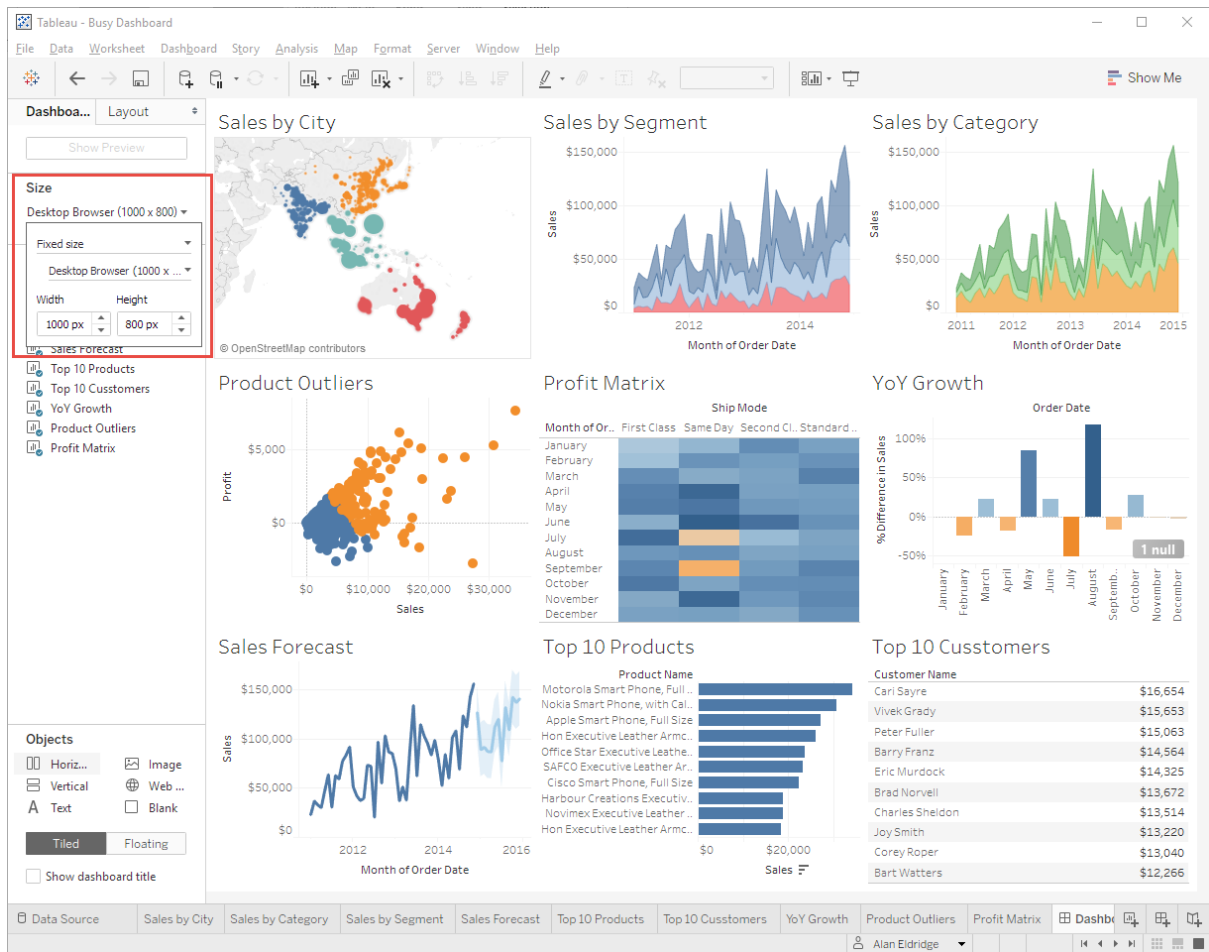 Tableau - Busy Dashboard
File Data Worksheet Dashboard Story Analysis Map Format Server Window Help
Show Me
Dashboa... Layout
Show Preview
Size
Desktop Browser (1000 x 800)
Fixed size
Desktop Browser (1000 x ...
Width Height
1000 px 800 px
Sales Forecast
Top 10 Products
Top 10 Cusstomers
YoY Growth
Product Outliers
Profit Matrix
Objects
Horiz... Image
Vertical Web ...
Text Blank
Tiled Floating
Show dashboard title
Sales by City
© OpenStreetMap contributors
Sales by Segment
$150,000
$100,000
$50,000
$0
Sales
2012 2014
Month of Order Date
Sales by Category
$150,000
$100,000
$50,000
$0
Sales
2011 2012 2013 2014 2015
Month of Order Date
Product Outliers
$5,000
$0
Profit
$0 $10,000 $20,000 $30,000
Sales
Profit Matrix
Ship Mode
Month of Or.. First Class Same Day Second Cl.. Standard ..
January
February
March
April
May
June
July
August
September
October
November
December
YoY Growth
Order Date
100%
50%
0%
-50%
% Difference in Sales
1 null
January February March April May June July August Septemb.. October November December
Sales Forecast
$150,000
$100,000
$50,000
$0
Sales
2012 2014 2016
Month of Order Date
Top 10 Products
Product Name
Motorola Smart Phone, Full ..
Nokia Smart Phone, with Cal..
Apple Smart Phone, Full Size
Hon Executive Leather Armc..
Office Star Executive Leathe..
SAFCO Executive Leather Ar..
Cisco Smart Phone, Full Size
Harbour Creations Executiv..
Novimex Executive Leather ..
Hon Executive Leather Armc..
$0 $20,000
Sales
Top 10 Cusstomers
Customer Name
Cari Sayre $16,654
Vivek Grady $15,653
Peter Fuller $15,063
Barry Franz $14,564
Eric Murdock $14,325
Brad Norvell $13,672
Charles Sheldon $13,514
Joy Smith $13,220
Corey Roper $13,040
Bart Watters $12,266
Data Source Sales by City Sales by Category Sales by Segment Sales Forecast Top 10 Products Top 10 Cusstomers YoY Growth Product Outliers Profit Matrix Dashbo
Alan Eldridge